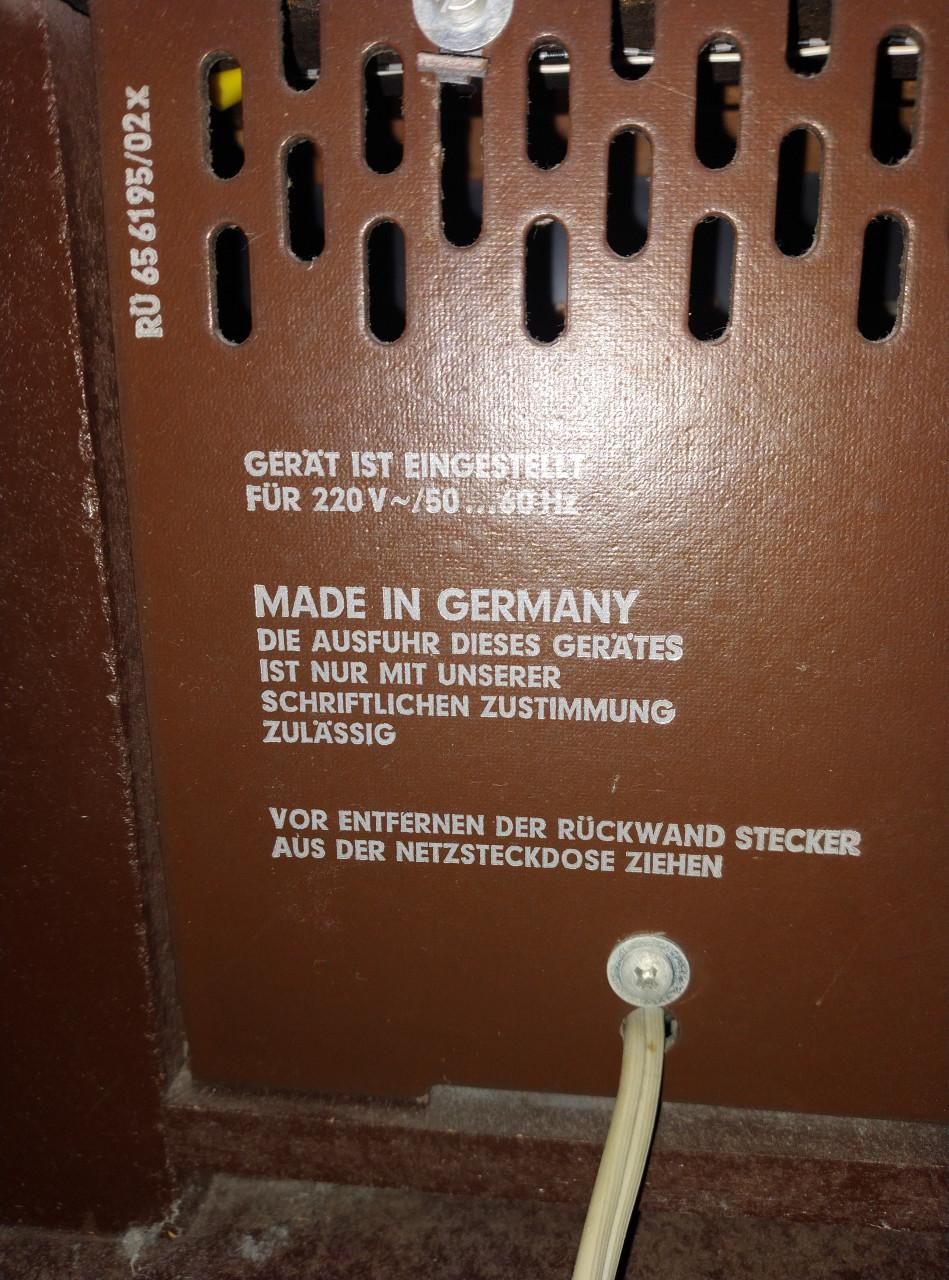 RÜ 65 6195/02X
GERÄT IST EINGESTELLT
FÜR 220 V~/50...60 Hz
MADE IN GERMANY
DIE AUSFUHR DIESES GERÄTES
IST NUR MIT UNSERER
SCHRIFTLICHEN ZUSTIMMUNG
ZULÄSSIG
VOR ENTFERNEN DER RÜCKWAND STECKER
AUS DER NETZSTECKDOSE ZIEHEN